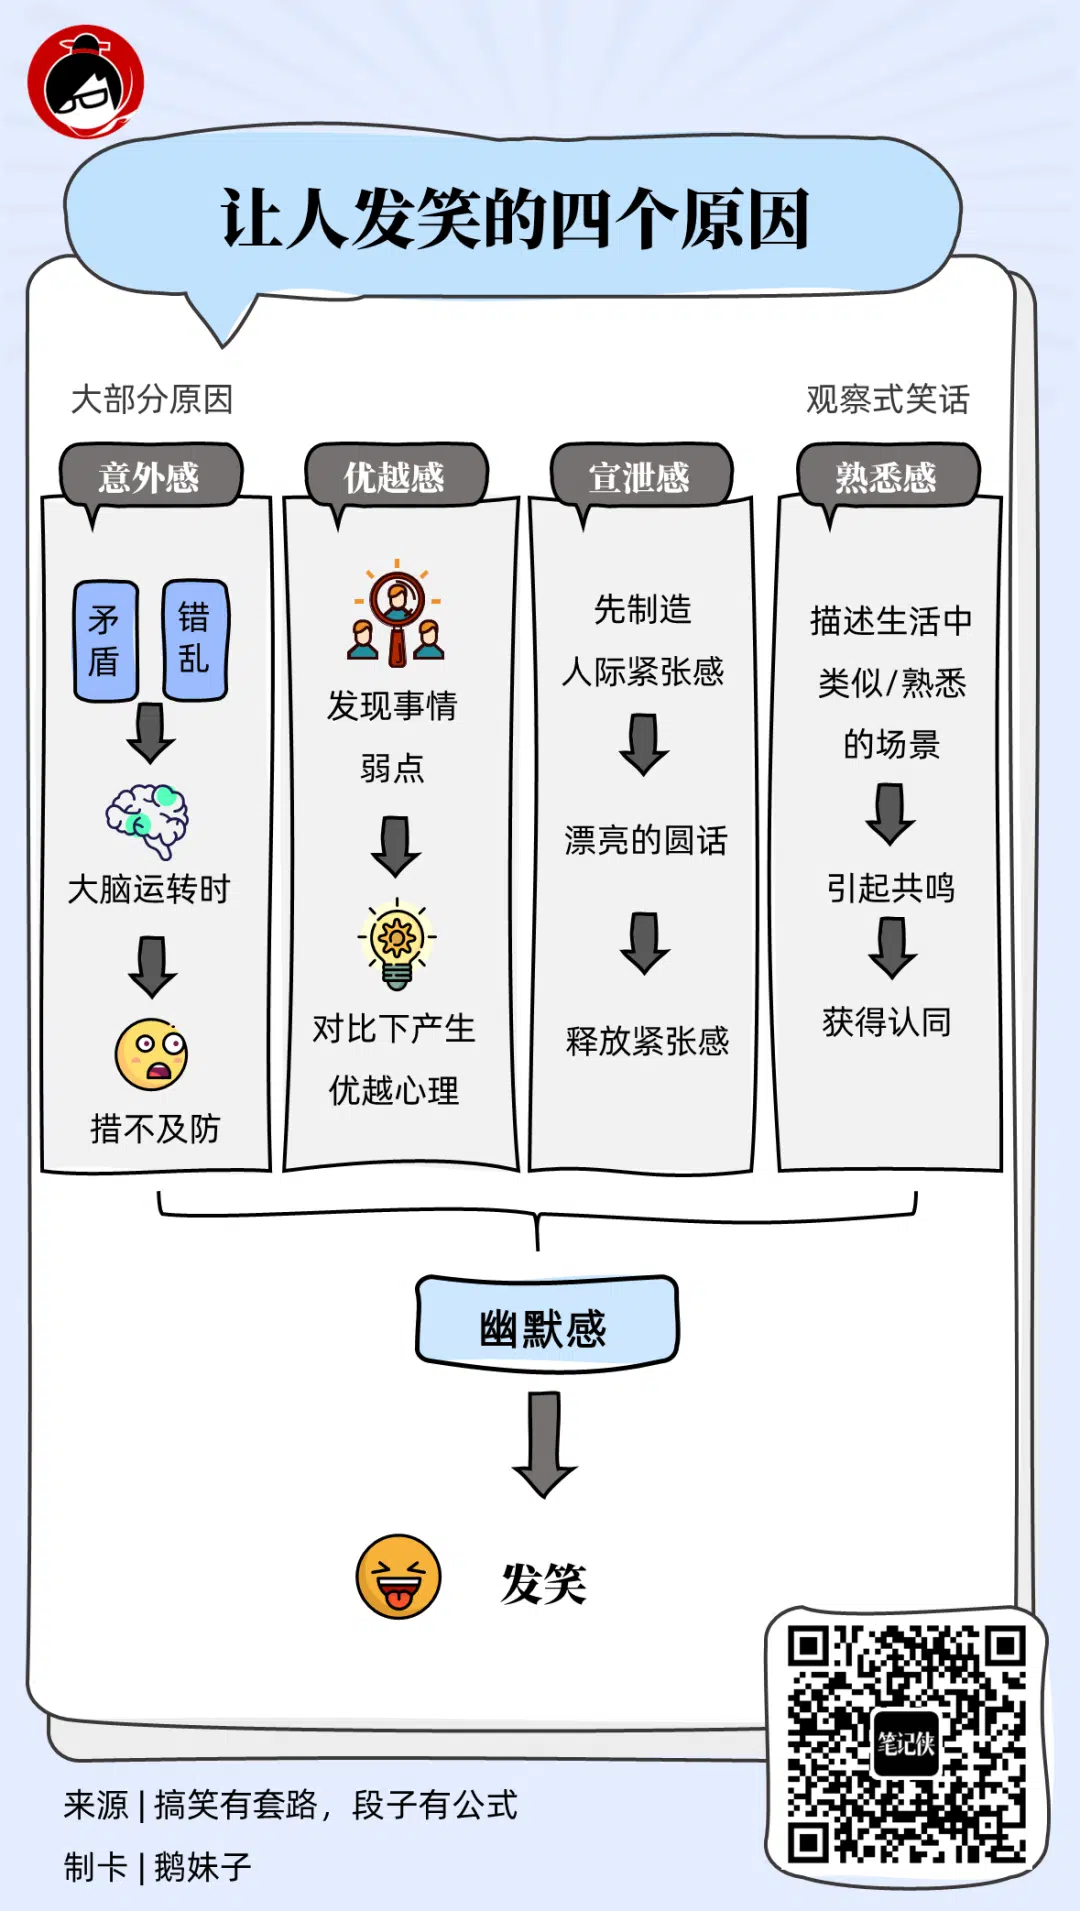 让人发笑的四个原因
大部分原因
观察式笑话
意外感
优越感
宣泄感
熟悉感
矛
盾
错
乱
大脑运转时
措不及防
发现事情
弱点
对比下产生
优越心理
先制造
人际紧张感
漂亮的圆话
释放紧张感
描述生活中
类似/熟悉
的场景
引起共鸣
获得认同
幽默感
发笑
笔记侠
来源 | 搞笑有套路，段子有公式
制卡 | 鹅妹子